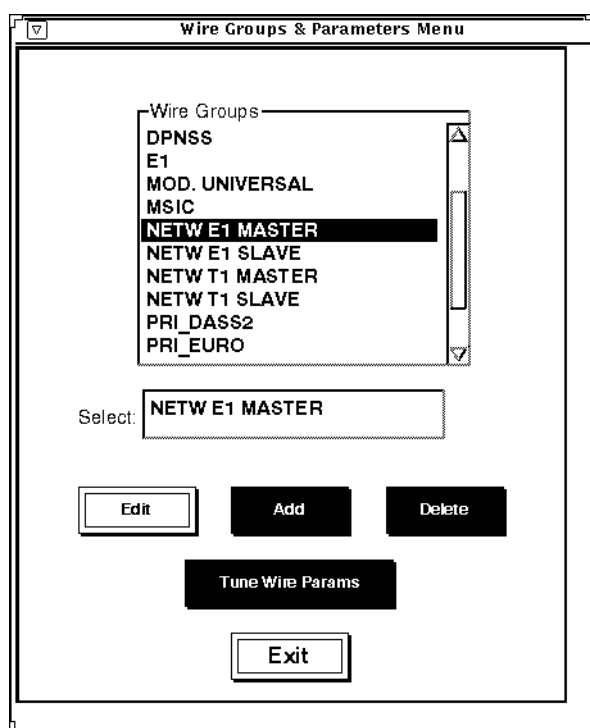 Wire Groups & Parameters Menu
Wire Groups
DPNSS
E1
MOD. UNIVERSAL
MSIC
NETW E1 MASTER
NETW E1 SLAVE
NETW T1 MASTER
NETW T1 SLAVE
PRI_DASS2
PRI_EURO
Select: NETW E1 MASTER
Edit Add Delete
Tune Wire Params
Exit